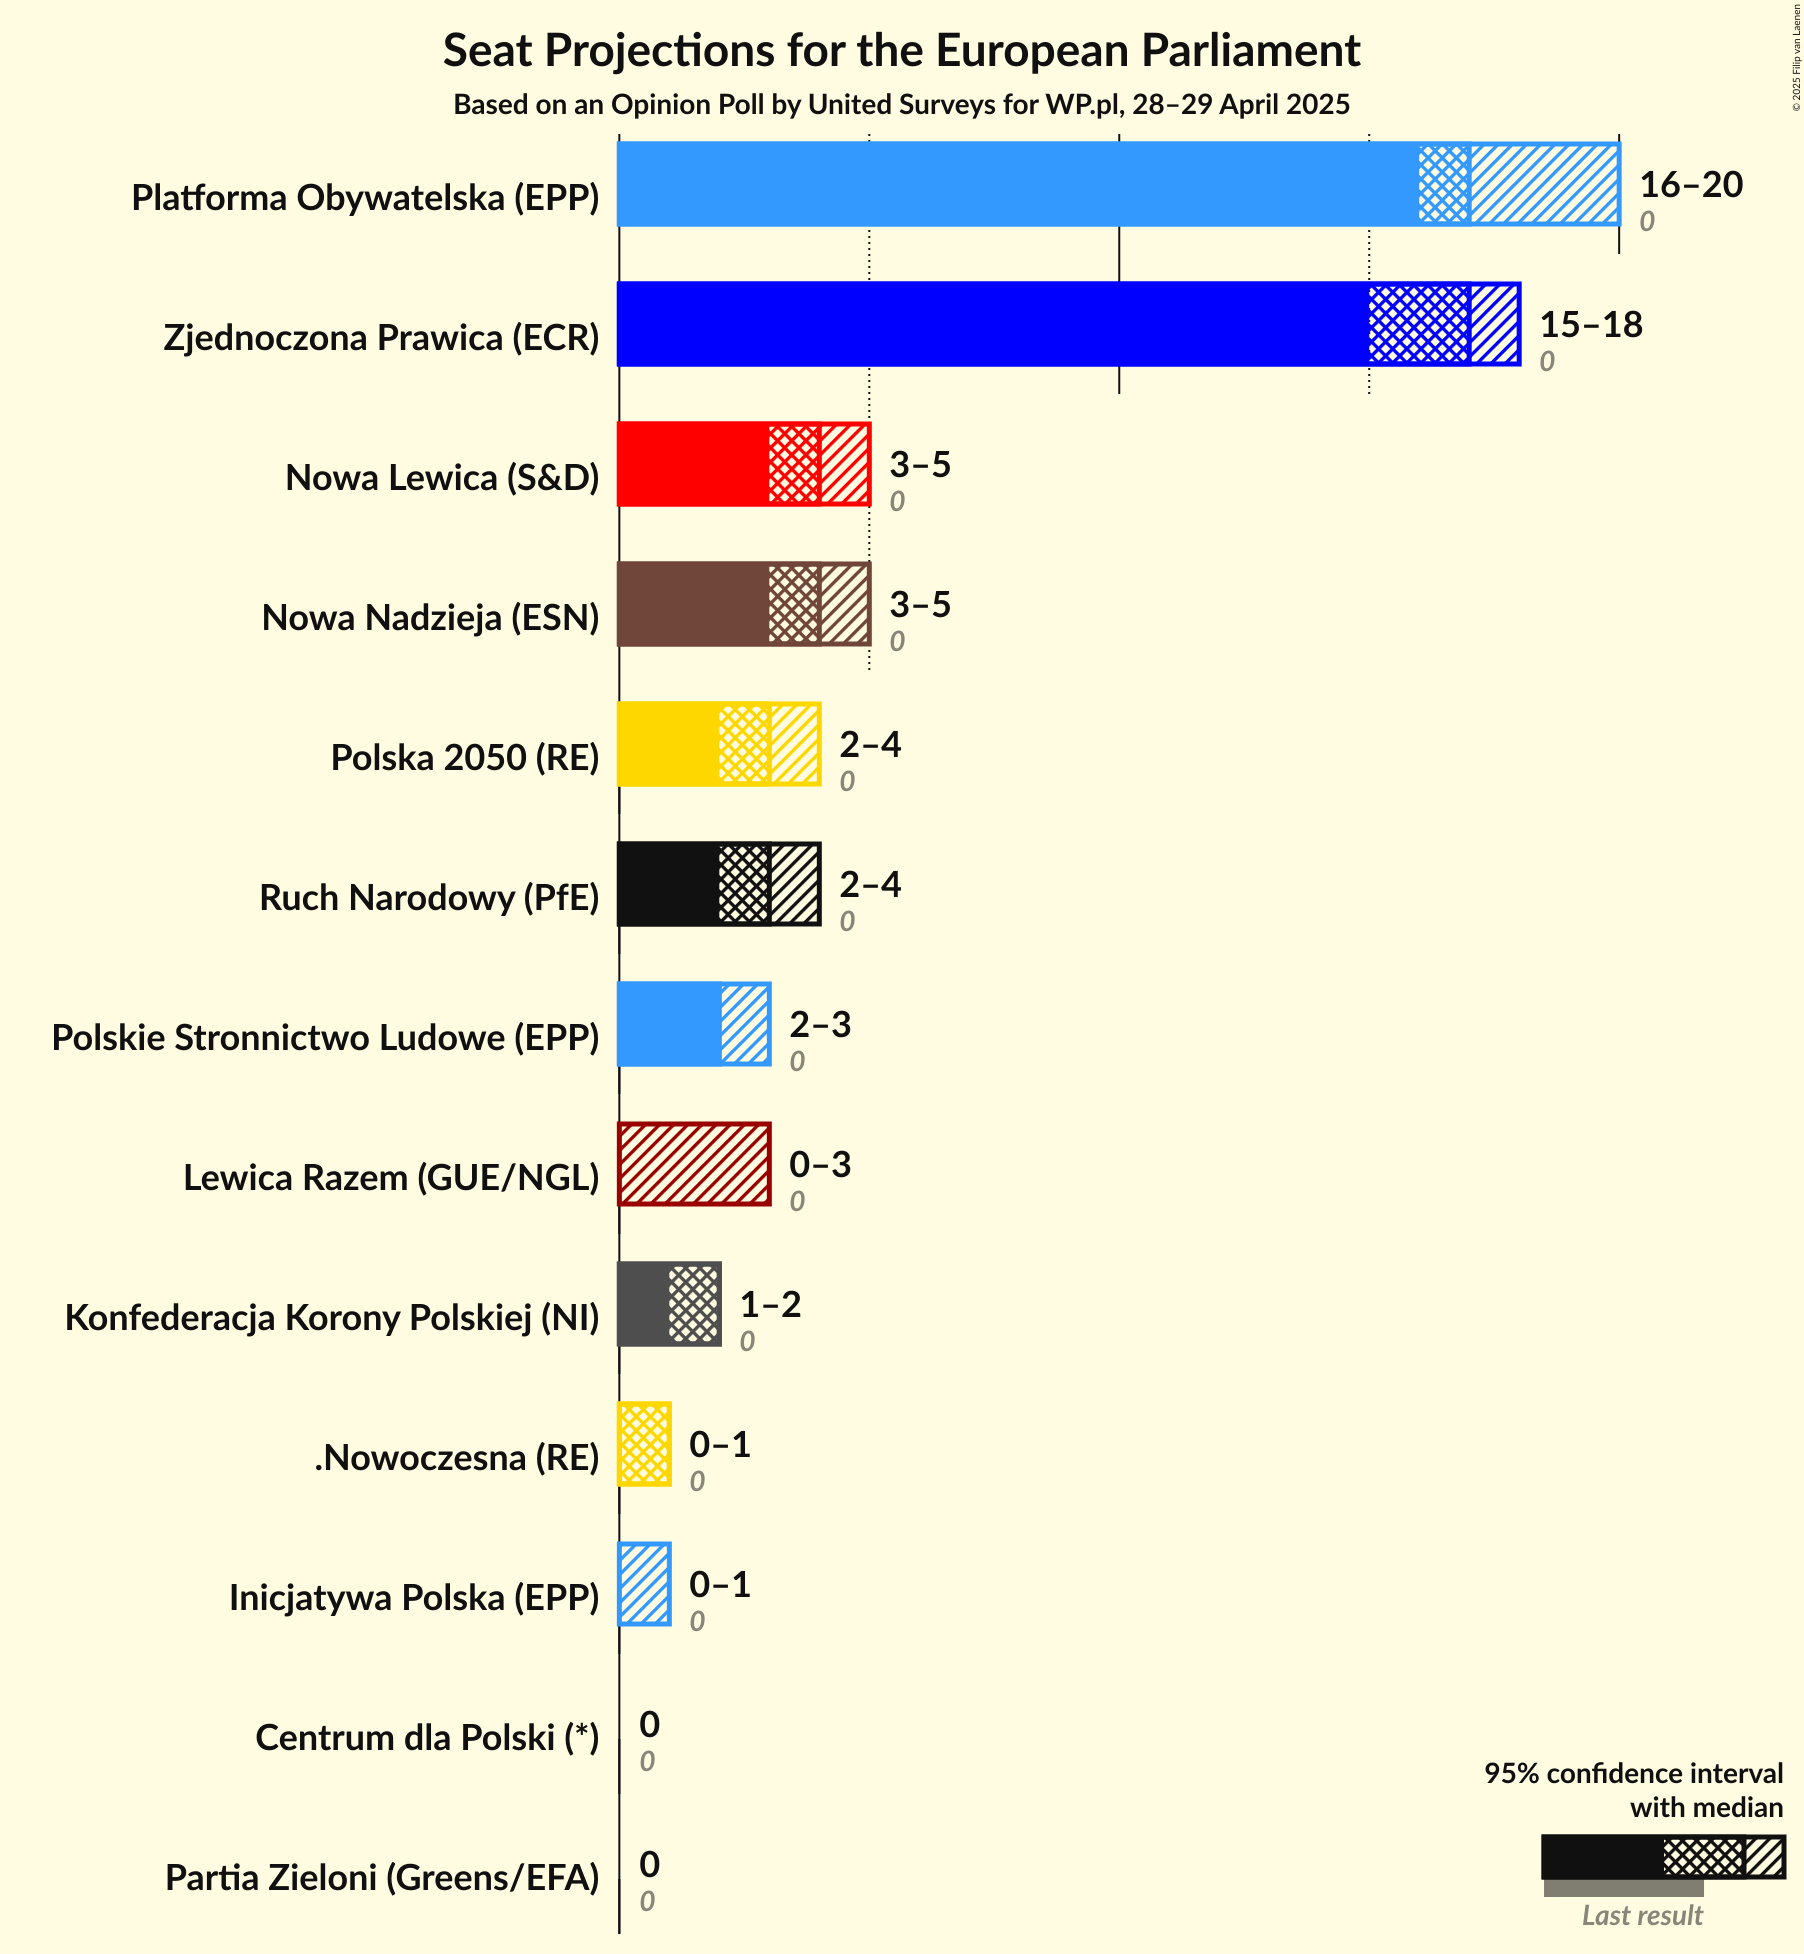 Seat Projections for the European Parliament
Based on an Opinion Poll by United Surveys for WP.pl, 28–29 April 2025
© 2025 Filip van Laenen
Platforma Obywatelska (EPP)
16–20
0
Zjednoczona Prawica (ECR)
15–18
0
Nowa Lewica (S&D)
3–5
0
Nowa Nadzieja (ESN)
3–5
0
Polska 2050 (RE)
2–4
0
Ruch Narodowy (PfE)
2–4
0
Polskie Stronnictwo Ludowe (EPP)
2–3
0
Lewica Razem (GUE/NGL)
0–3
0
Konfederacja Korony Polskiej (NI)
1–2
0
.Nowoczesna (RE)
0–1
0
Inicjatywa Polska (EPP)
0–1
0
Centrum dla Polski (*)
0
0
Partia Zieloni (Greens/EFA)
0
0
95% confidence interval
with median
Last result